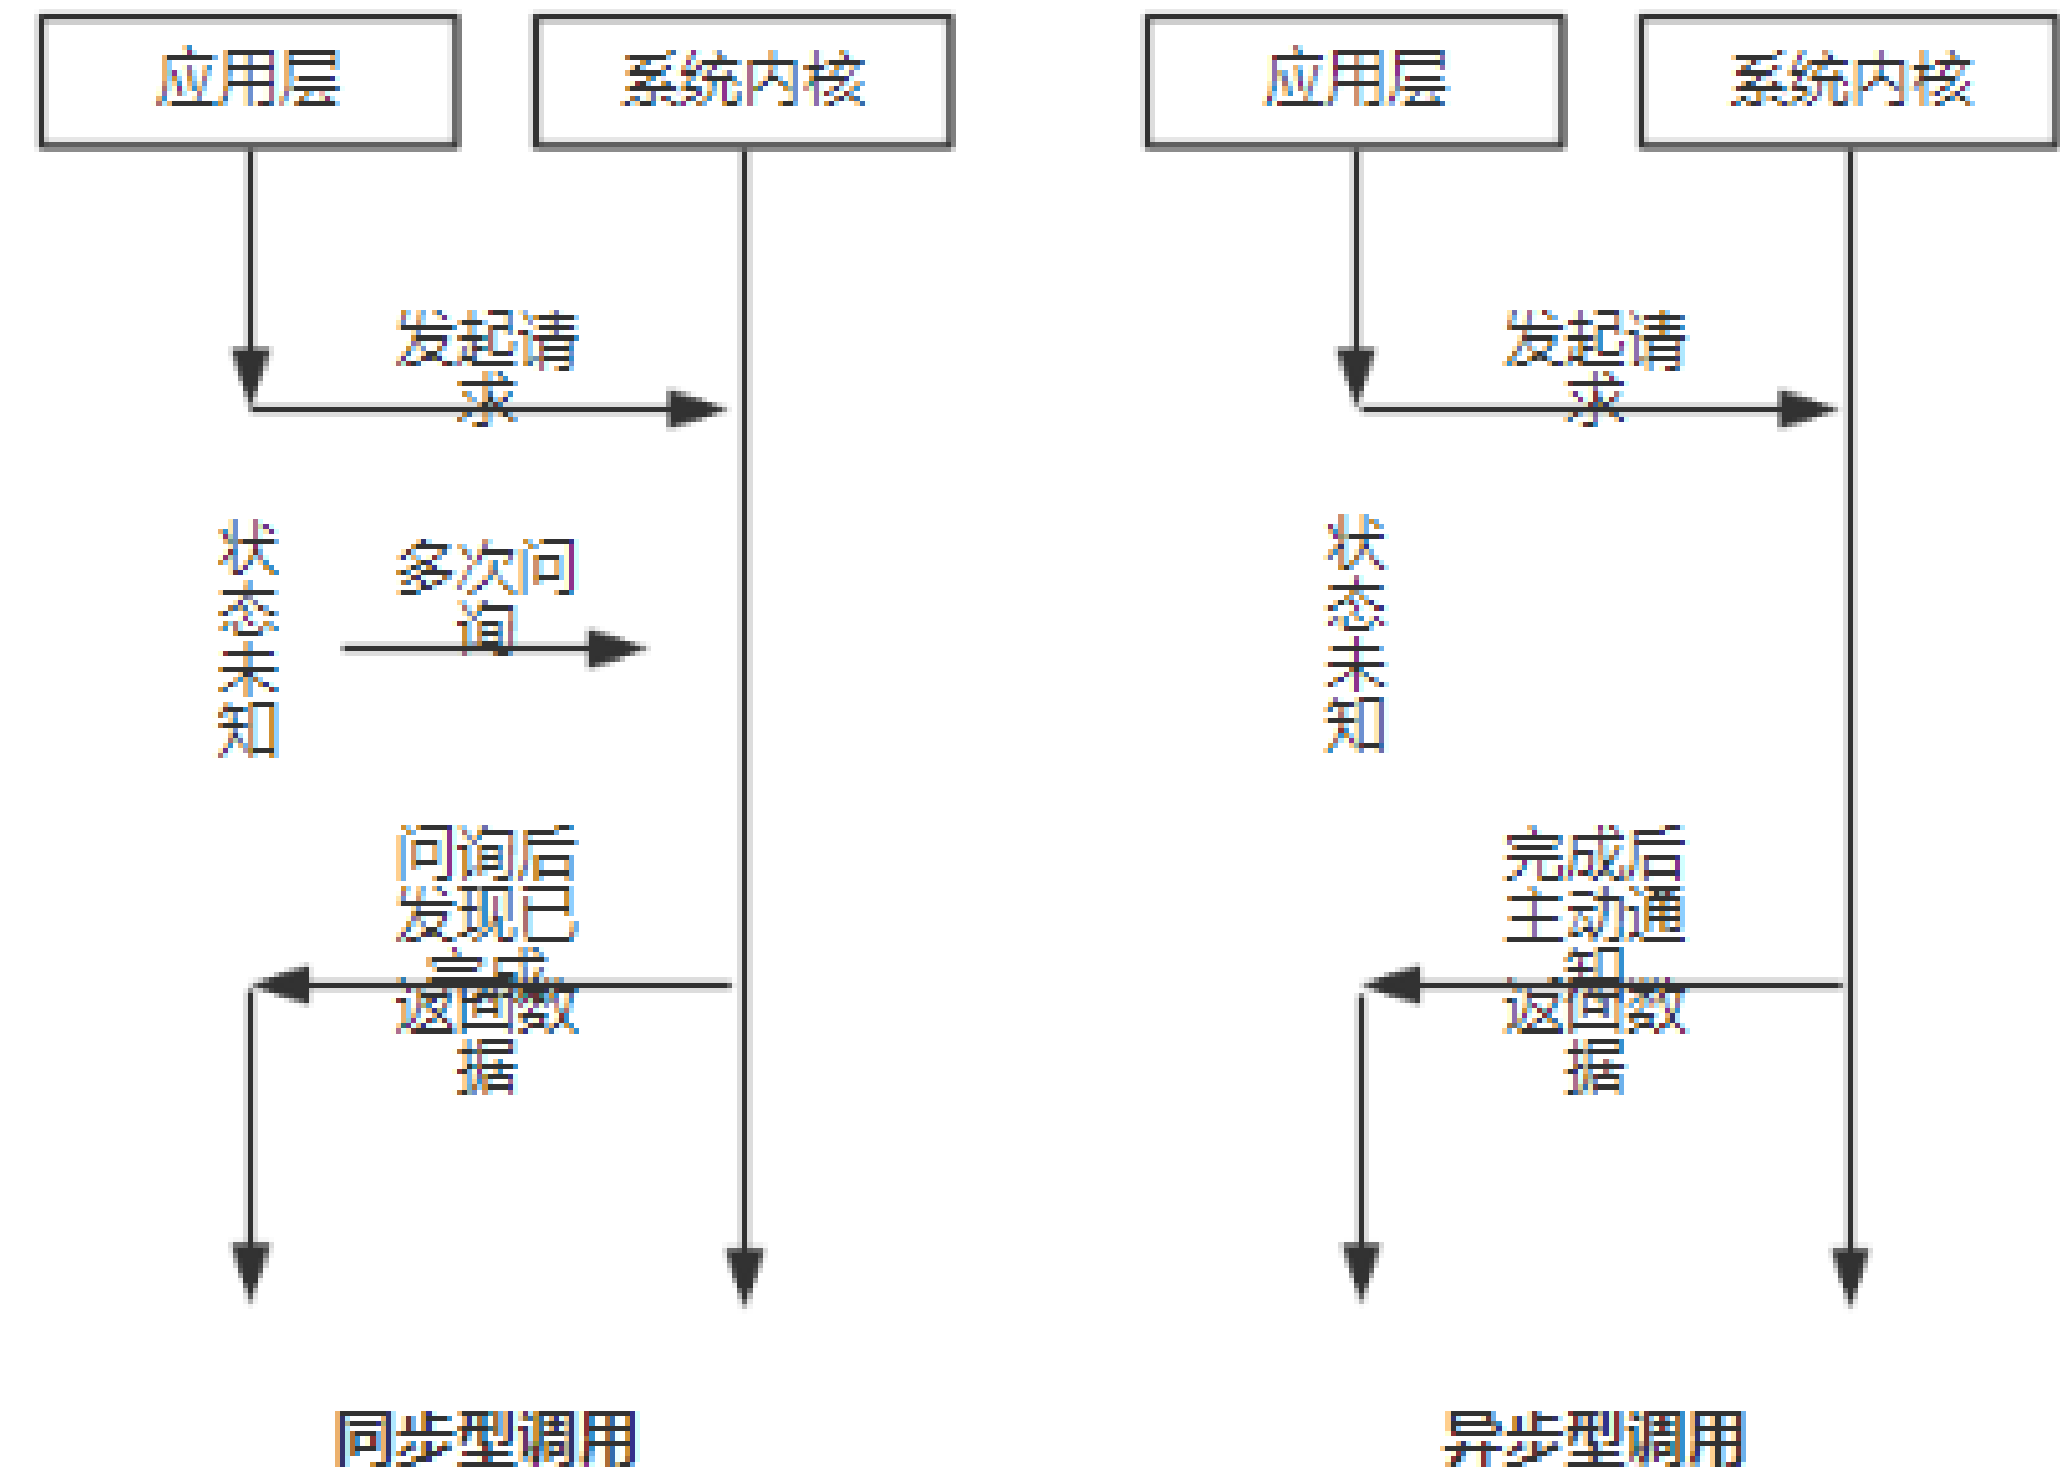 应用层
系统内核
发起请
求
状
态
未
知
多次问
询
问询后
发现已
完成
返回数
据
同步型调用
应用层
系统内核
发起请
求
状
态
未
知
完成后
主动通
知
返回数
据
异步型调用